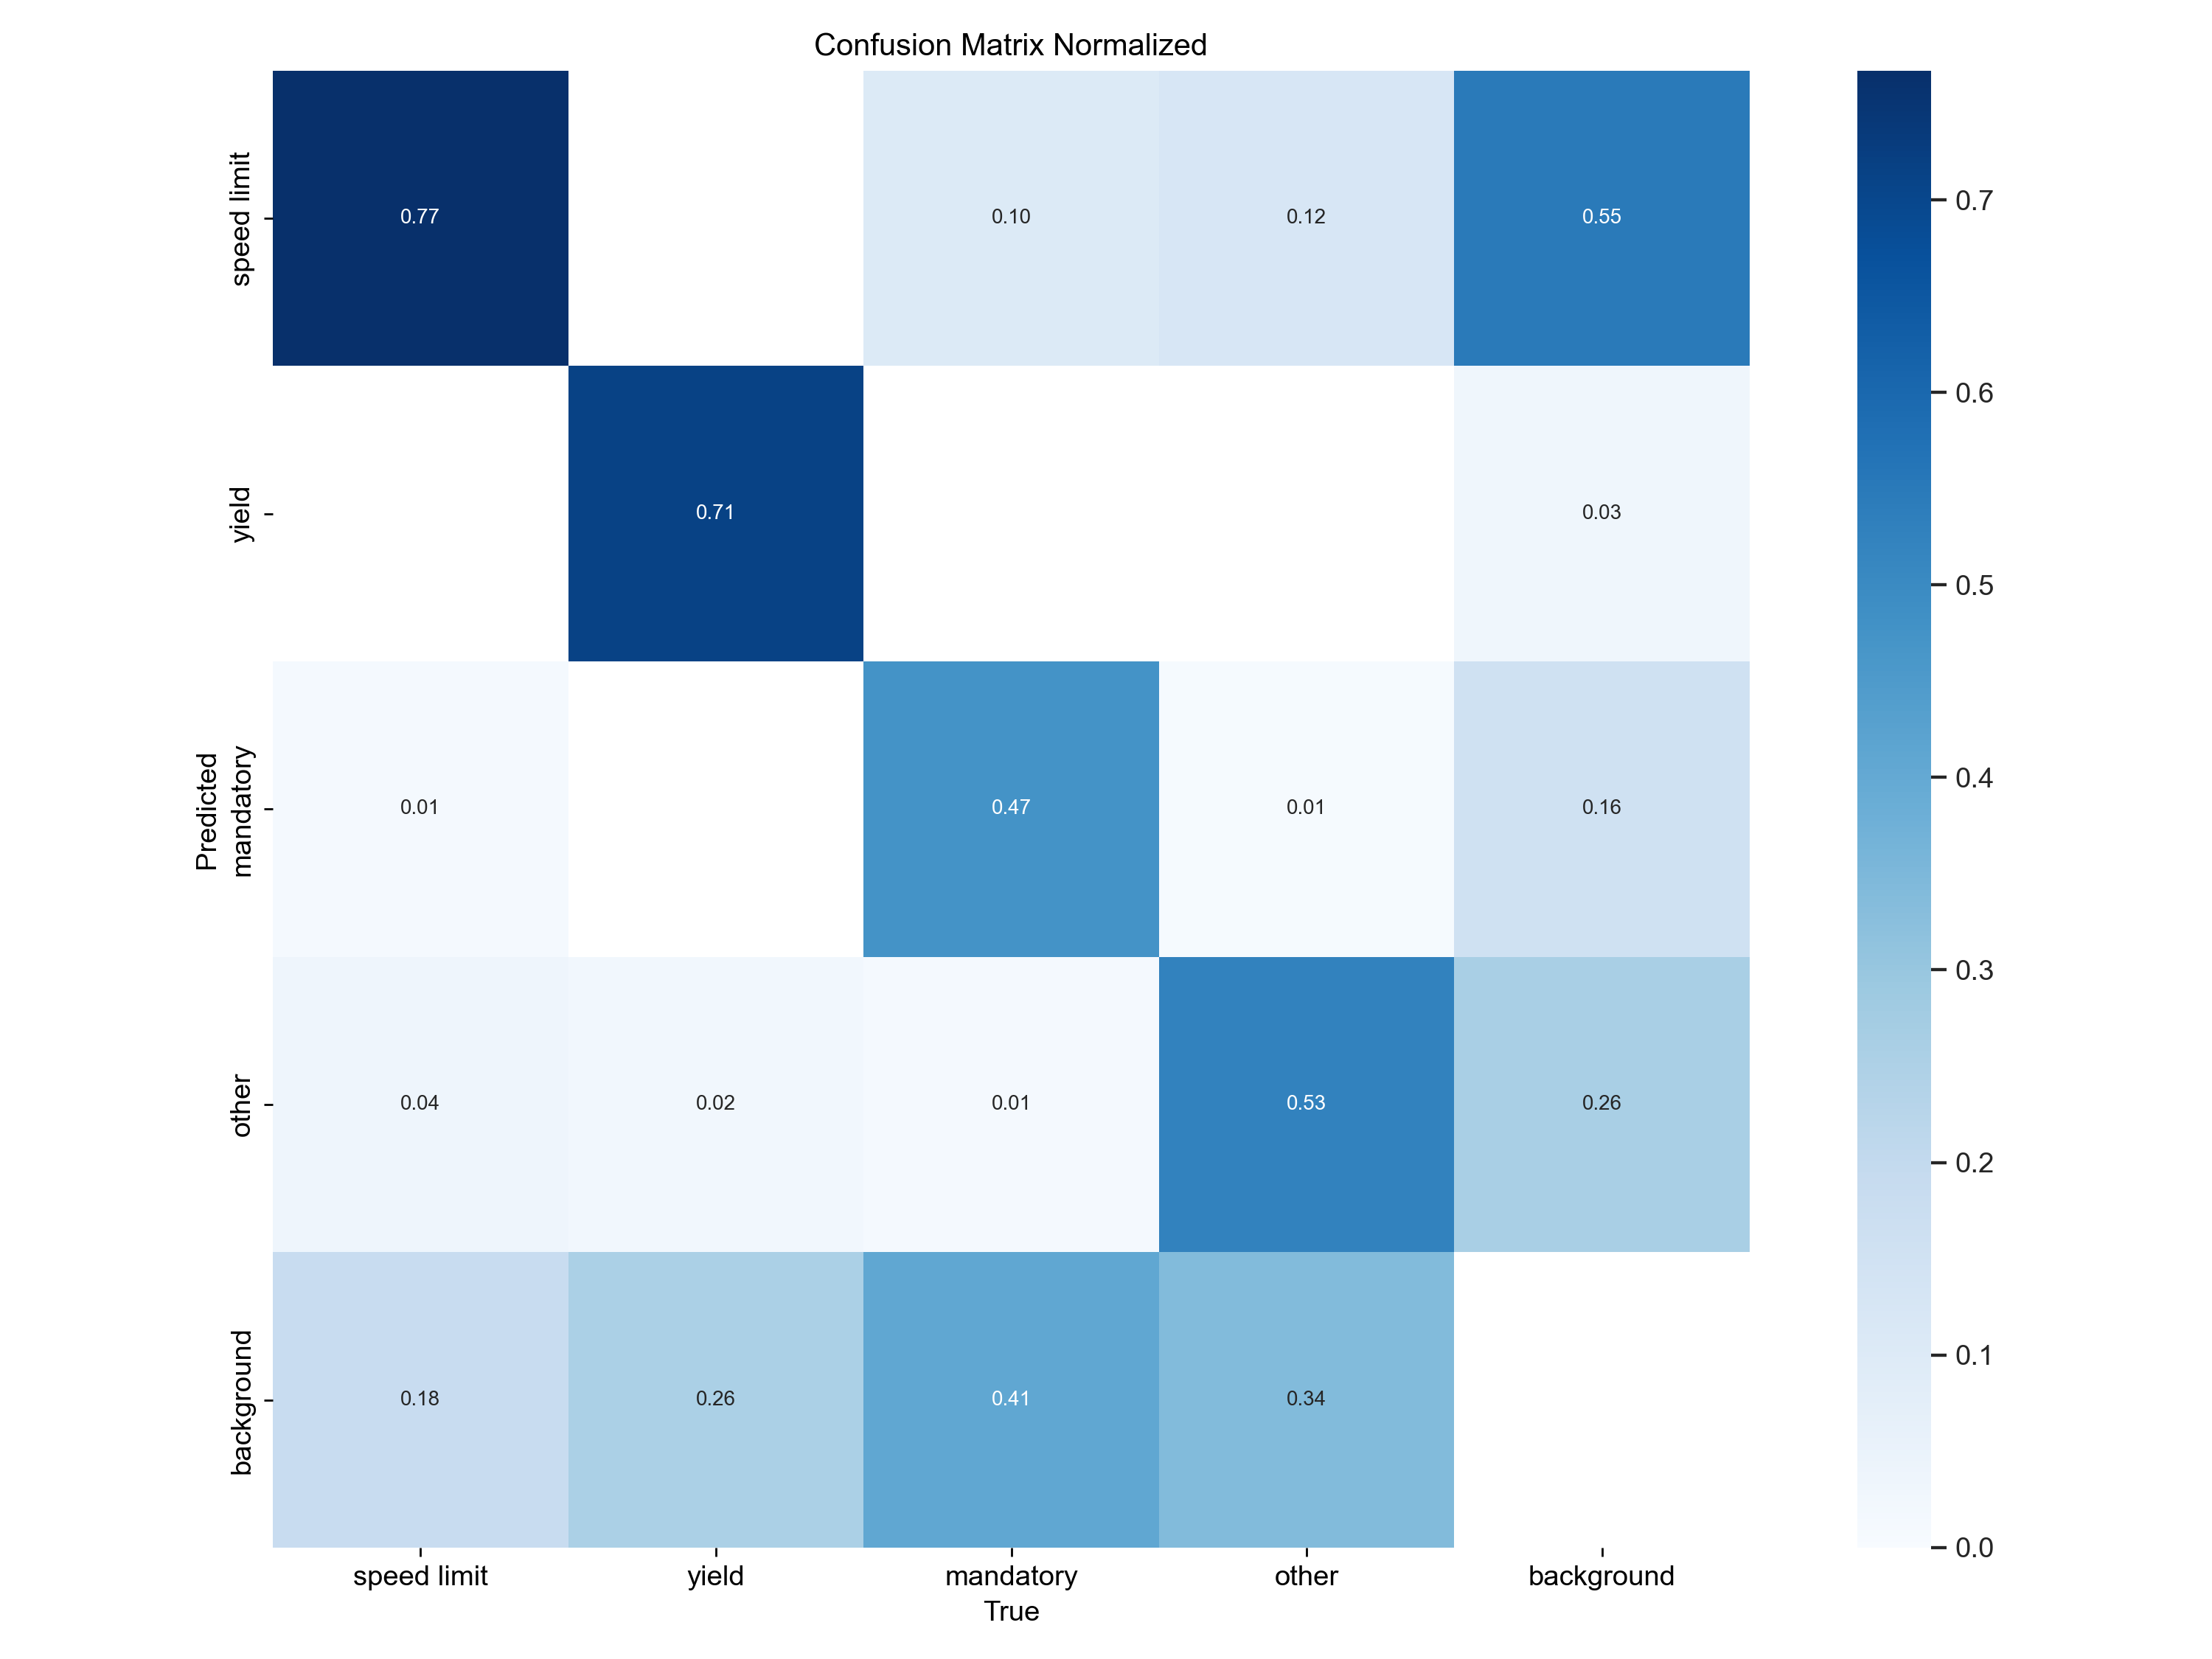 Confusion Matrix Normalized
speed limit
0.77
0.10
0.12
0.55
yield
0.71
0.03
Predicted
mandatory
0.01
0.47
0.01
0.16
other
0.04
0.02
0.01
0.53
0.26
background
0.18
0.26
0.41
0.34
speed limit
yield
mandatory
other
background
True
0.7
0.6
0.5
0.4
0.3
0.2
0.1
0.0